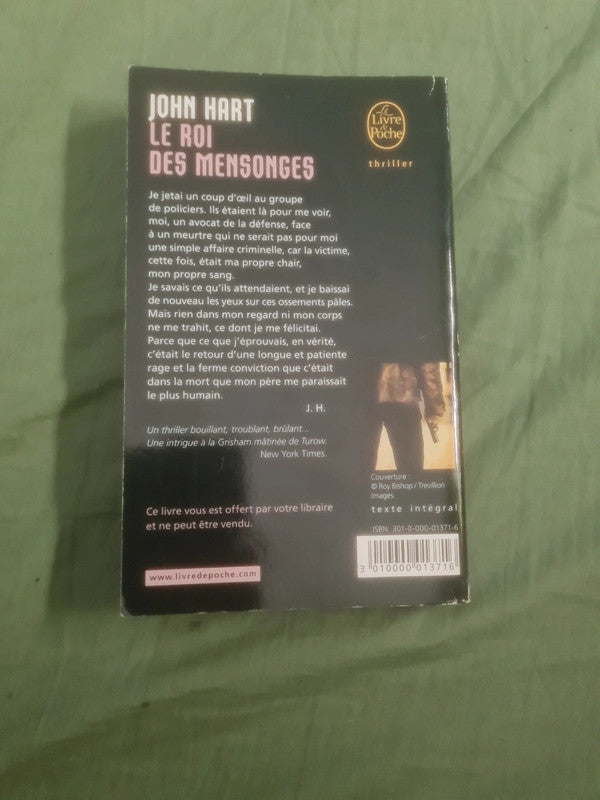 JOHN HART
LE ROI
DES MENSONGES
Le
Livre
de
Poche
thriller
Je jetai un coup d'œil au groupe
de policiers. Ils étaient là pour me voir,
moi, un avocat de la défense, face
à un meurtre qui ne serait pas pour moi
une simple affaire criminelle, car la victime,
cette fois, était ma propre chair,
mon propre sang.
Je savais ce qu'ils attendaient, et je baissai
de nouveau les yeux sur ces ossements pâles.
Mais rien dans mon regard ni mon corps
ne me trahit, ce dont je me félicitai.
Parce que ce que j'éprouvais, en vérité,
c'était le retour d'une longue et patiente
rage et la ferme conviction que c'était
dans la mort que mon père me paraissait
le plus humain.
J. H.
Un thriller bouillant, troublant, brûlant...
Une intrigue à la Grisham mâtinée de Turow.
New York Times.
Couverture :
© Roy Bishop / Trevillion
Images.
texte intégral
Ce livre vous est offert par votre libraire
et ne peut être vendu.
ISBN 301-0-000-01371-6
3 010000 013716
www.livredepoche.com